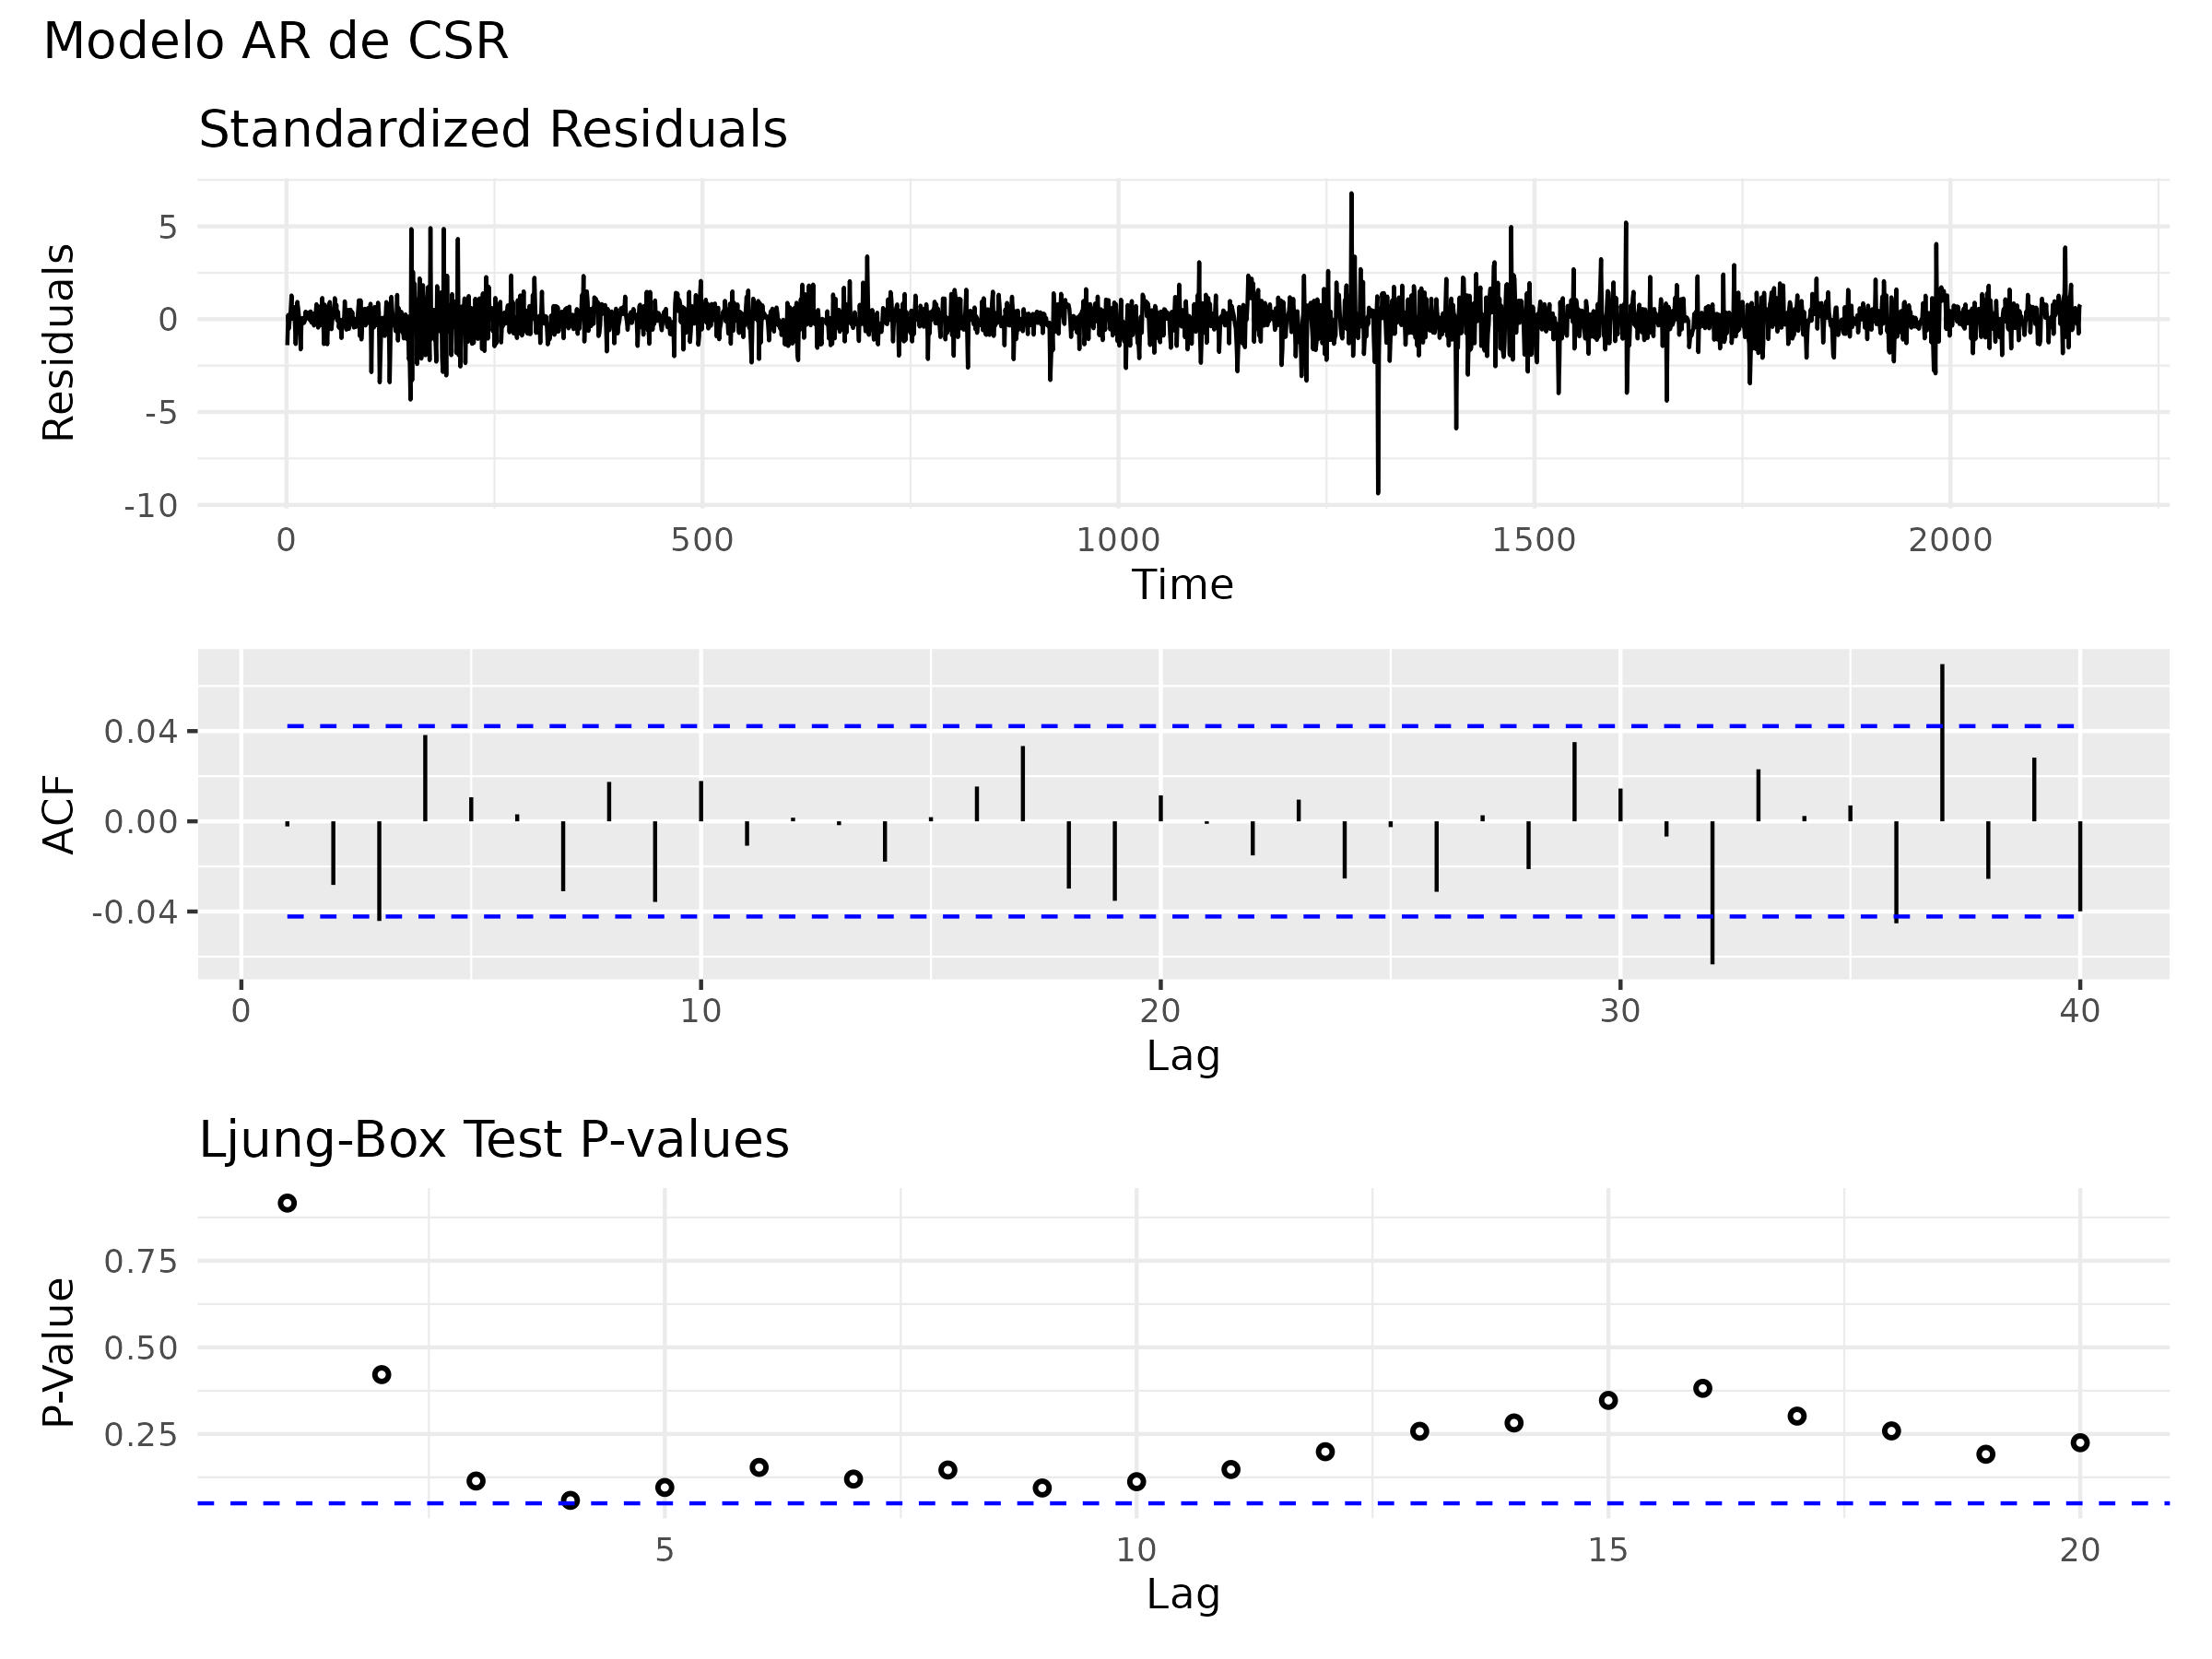 Modelo AR de CSR
Standardized Residuals
Residuals
5
0
-5
-10
0 500 1000 1500 2000
Time
ACF
0.04
0.00
-0.04
0 10 20 30 40
Lag
Ljung-Box Test P-values
P-Value
0.75
0.50
0.25
5 10 15 20
Lag